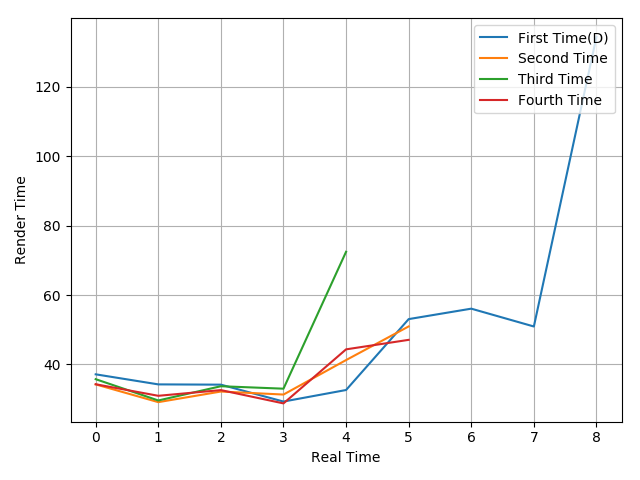 First Time(D)
Second Time
Third Time
Fourth Time
120
100
80
60
40
Render Time
0 1 2 3 4 5 6 7 8
Real Time